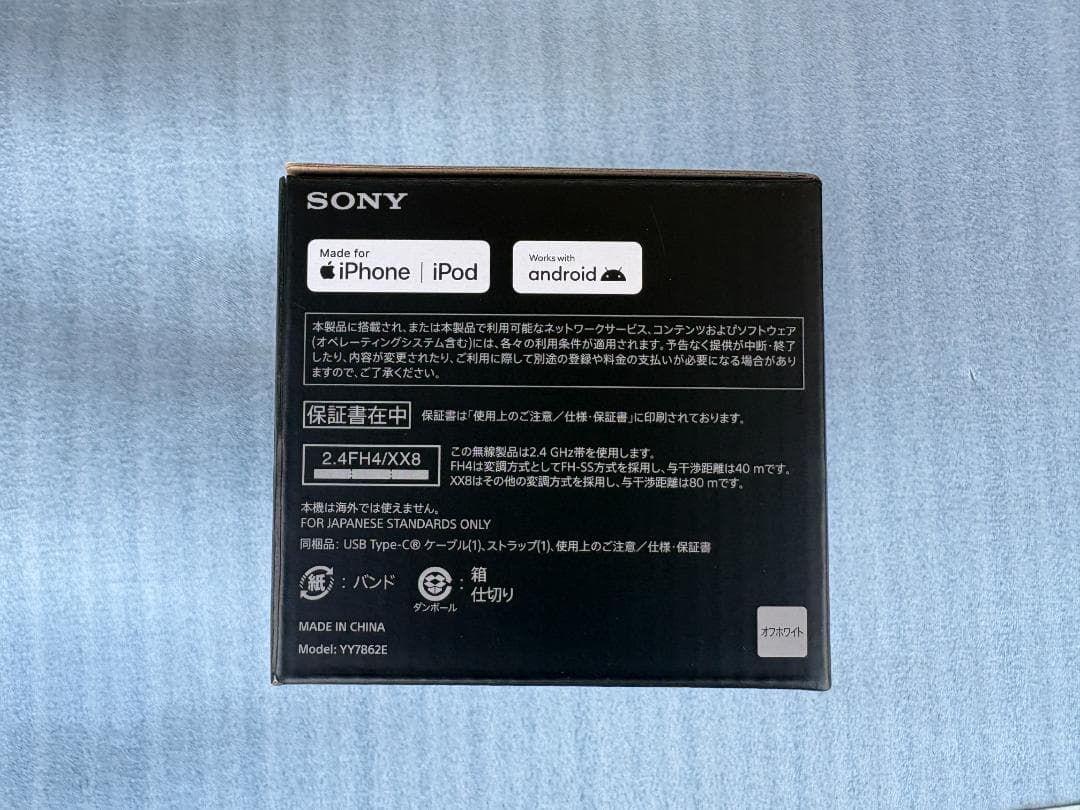 SONY
Made for
iPhone | iPod
Works with
android
本製品に搭載され、または本製品で利用可能なネットワークサービス、コンテンツおよびソフトウェア
(オペレーティングシステム含む)には、各々の利用条件が適用されます。予告なく提供が中断・終了
したり、内容が変更されたり、ご利用に際して別途の登録や料金の支払いが必要になる場合があり
ますので、ご了承ください。
保証書在中 保証書は「使用上のご注意/仕様・保証書」に印刷されております。
2.4FH4/XX8
この無線製品は2.4 GHz帯を使用します。
FH4は変調方式としてFH-SS方式を採用し、与干渉距離は40 mです。
XX8はその他の変調方式を採用し、与干渉距離は80 mです。
本機は海外では使えません。
FOR JAPANESE STANDARDS ONLY
同梱品: USB Type-C® ケーブル(1)、ストラップ(1)、使用上のご注意/仕様・保証書
紙 : バンド
ダンボール : 箱
仕切り
MADE IN CHINA
Model: YY7862E
オフホワイト